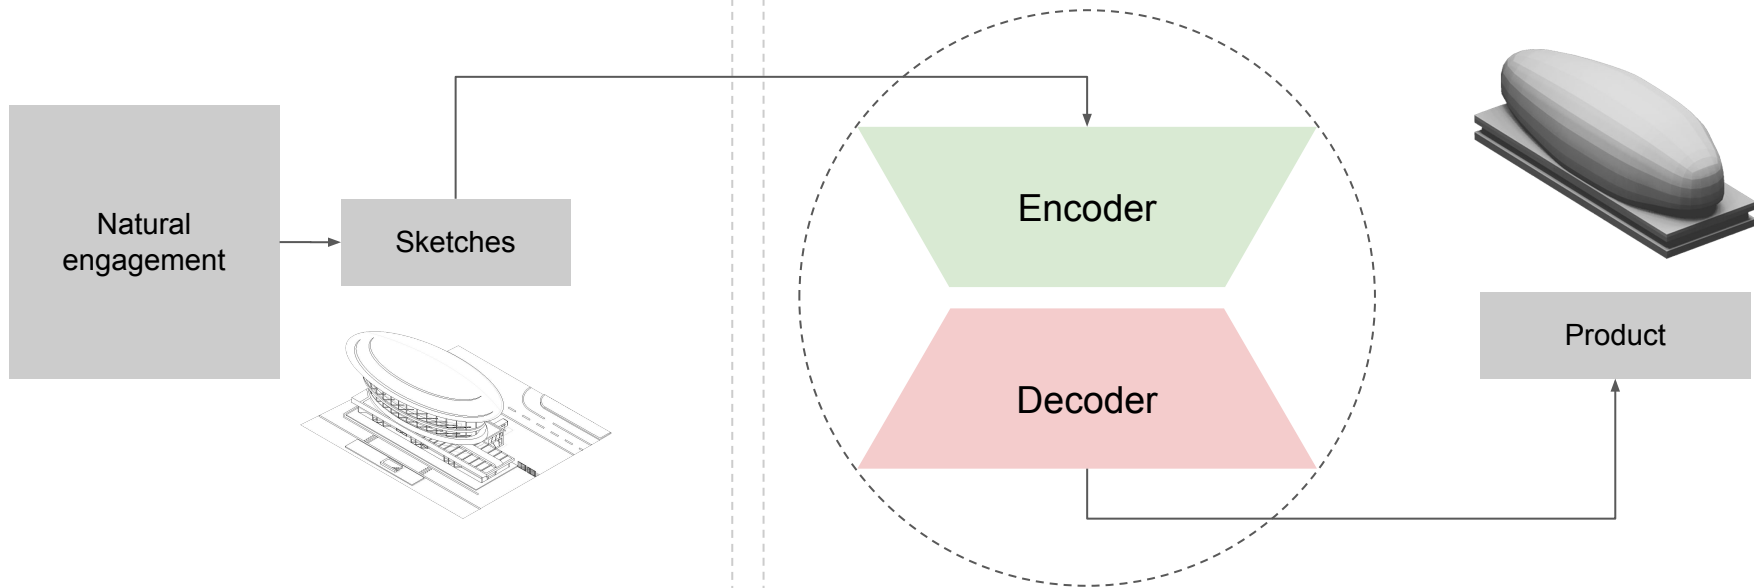 Natural
engagement
Sketches
Encoder
Decoder
Product